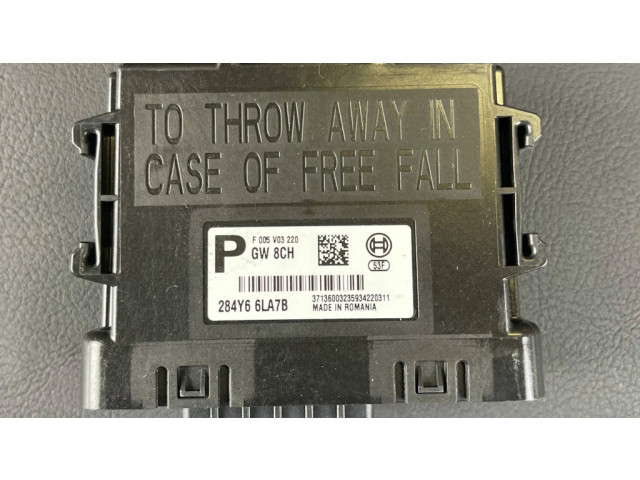 TO THROW AWAY IN
CASE OF FREE FALL
P
F 005 V03 220
GW 8CH
S3F
284Y6 6LA7B
37136003235934220311
MADE IN ROMANIA